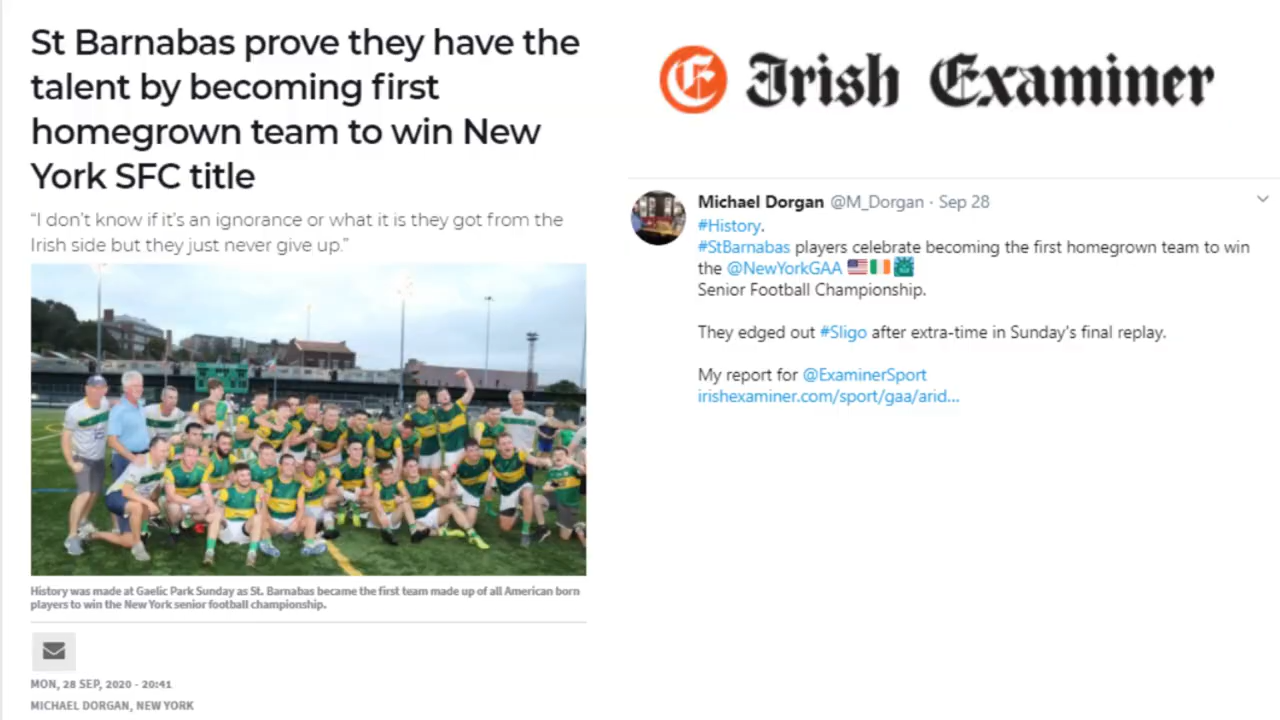 St Barnabas prove they have the
talent by becoming first
homegrown team to win New
York SFC title
“I don’t know if it’s an ignorance or what it is they got from the
Irish side but they just never give up.”
History was made at Gaelic Park Sunday as St. Barnabas became the first team made up of all American born
players to win the New York senior football championship.
MON, 28 SEP, 2020 - 20:41
MICHAEL DORGAN, NEW YORK
E Irish Examiner
Michael Dorgan @M_Dorgan · Sep 28
#History.
#StBarnabas players celebrate becoming the first homegrown team to win
the @NewYorkGAA 🇺🇸🇮🇪🗽
Senior Football Championship.
They edged out #Sligo after extra-time in Sunday's final replay.
My report for @ExaminerSport
irishexaminer.com/sport/gaa/arid...